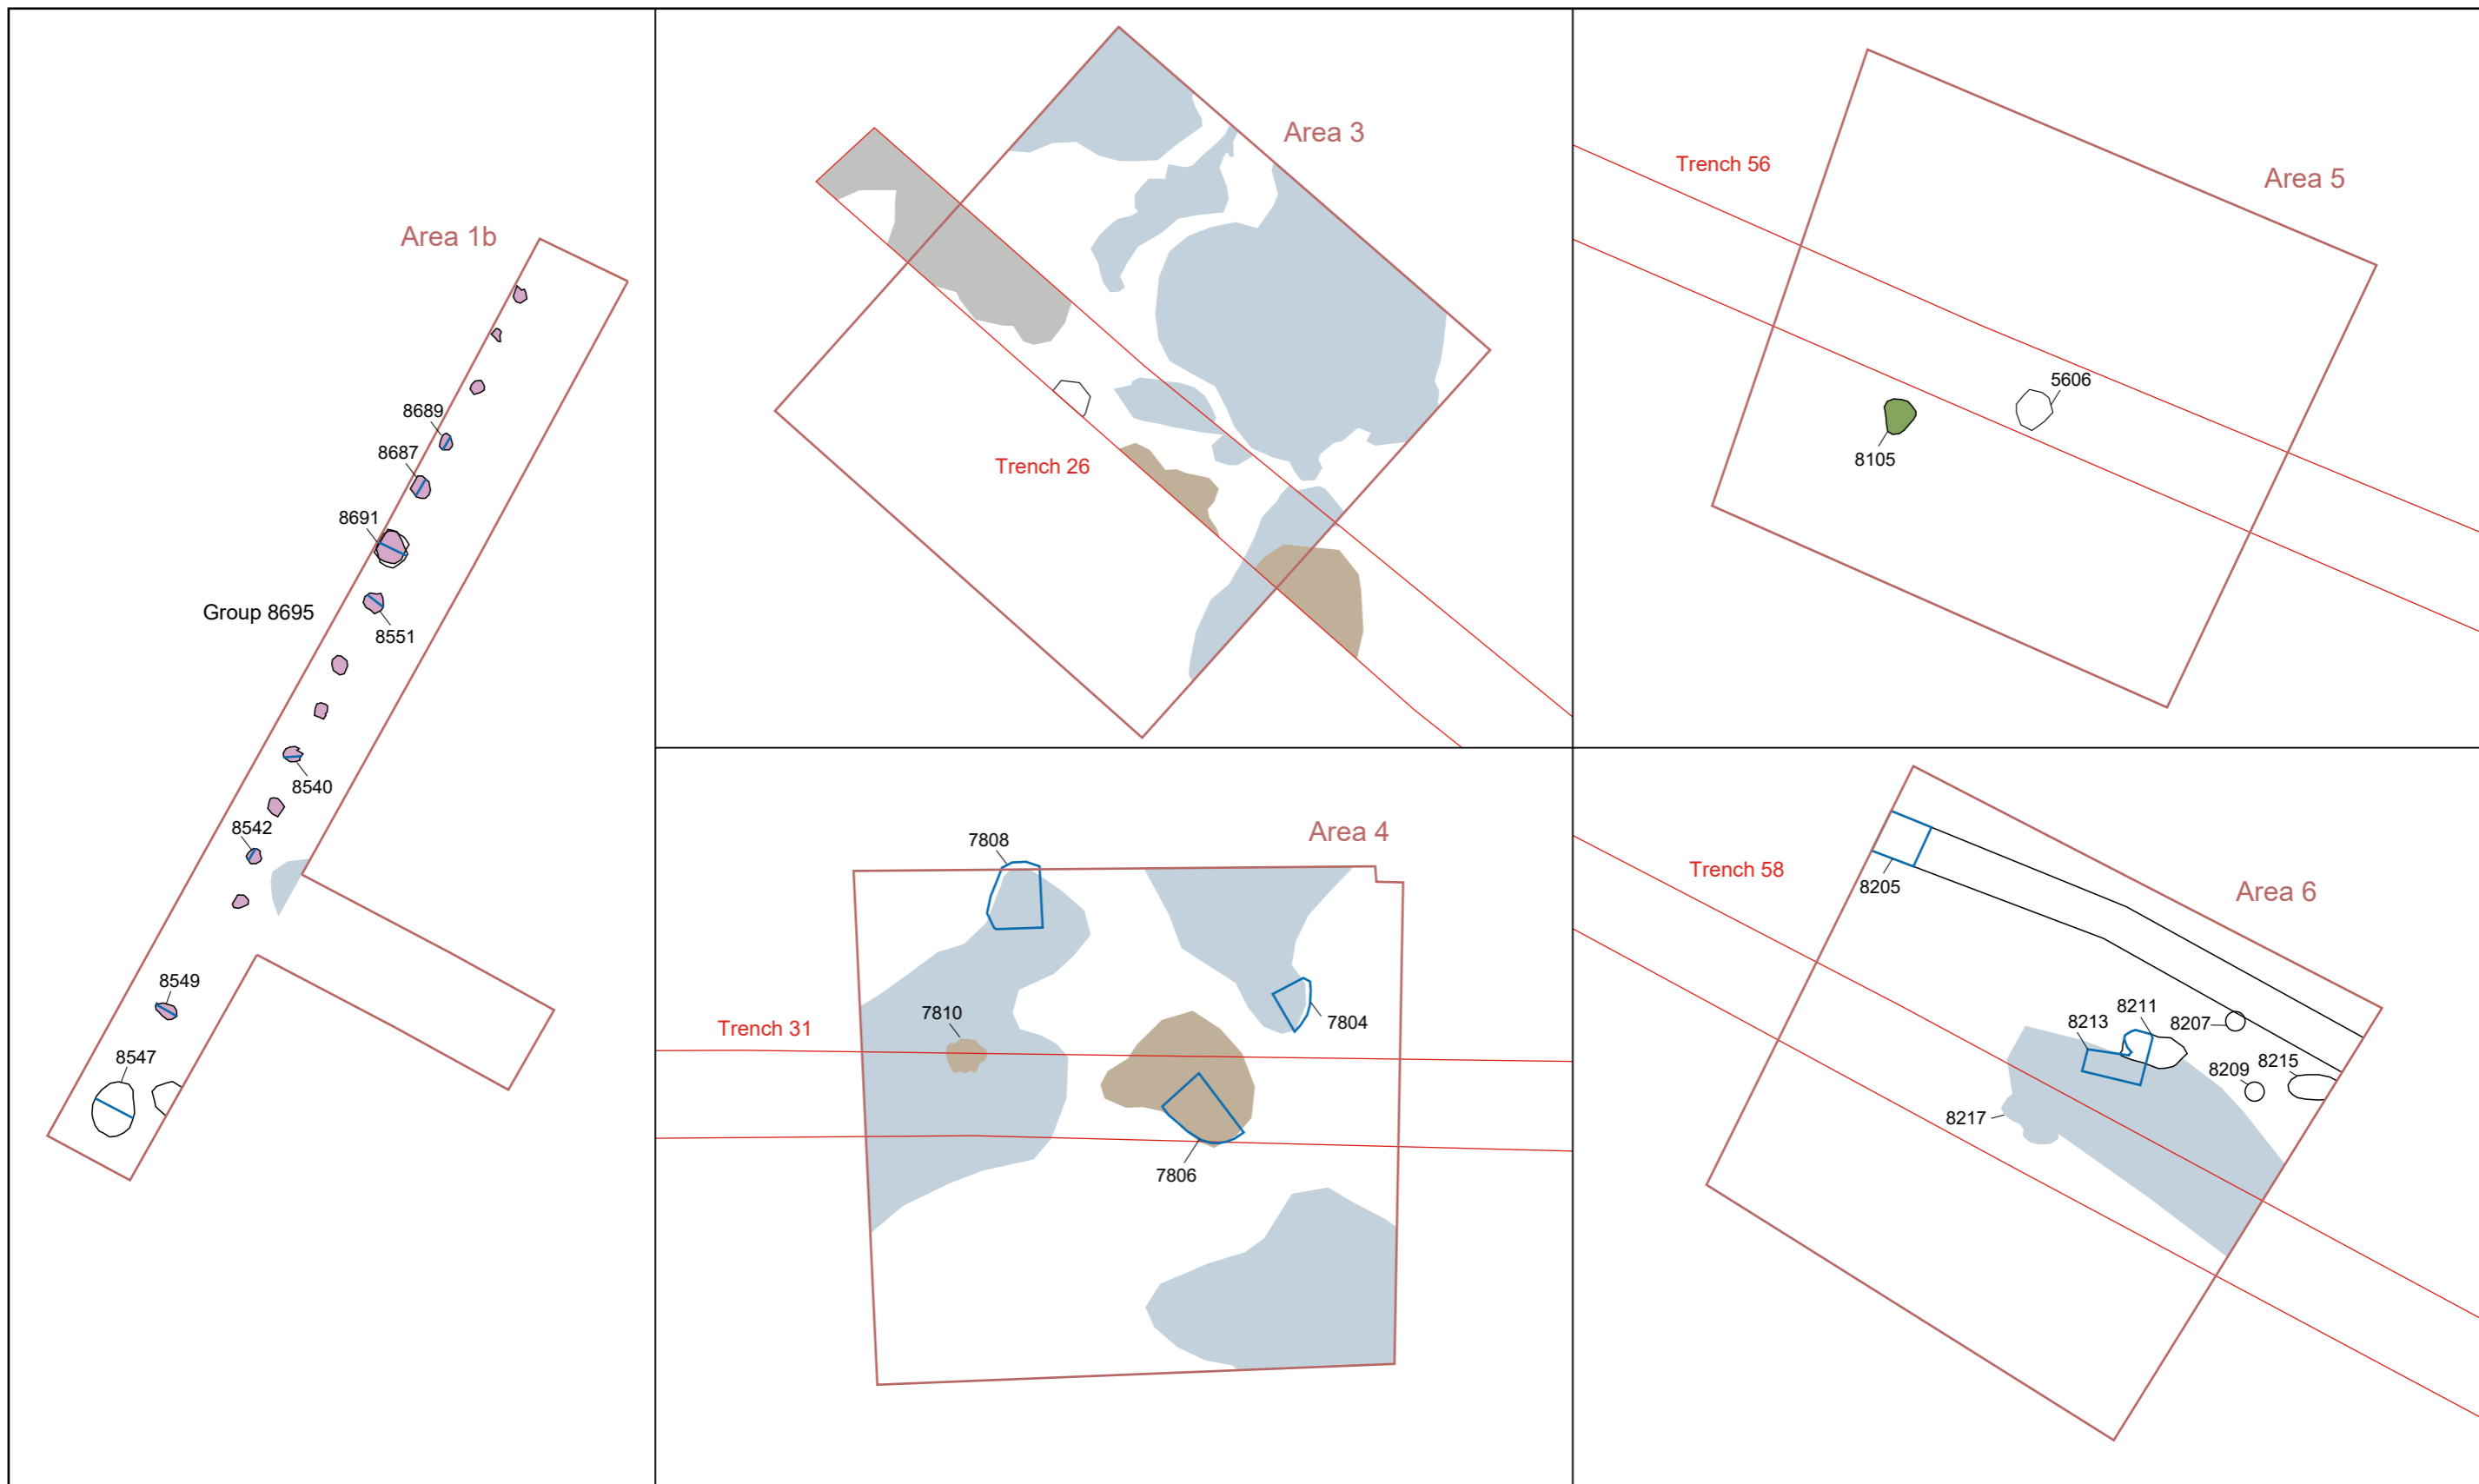 Area 1b
8689
8687
8691
Group 8695
8551
8540
8542
8549
8547
Area 3
Trench 26
Area 5
Trench 56
5606
8105
Area 4
7808
7810
7804
Trench 31
7806
Area 6
Trench 58
8205
8211
8213
8207
8209
8215
8217